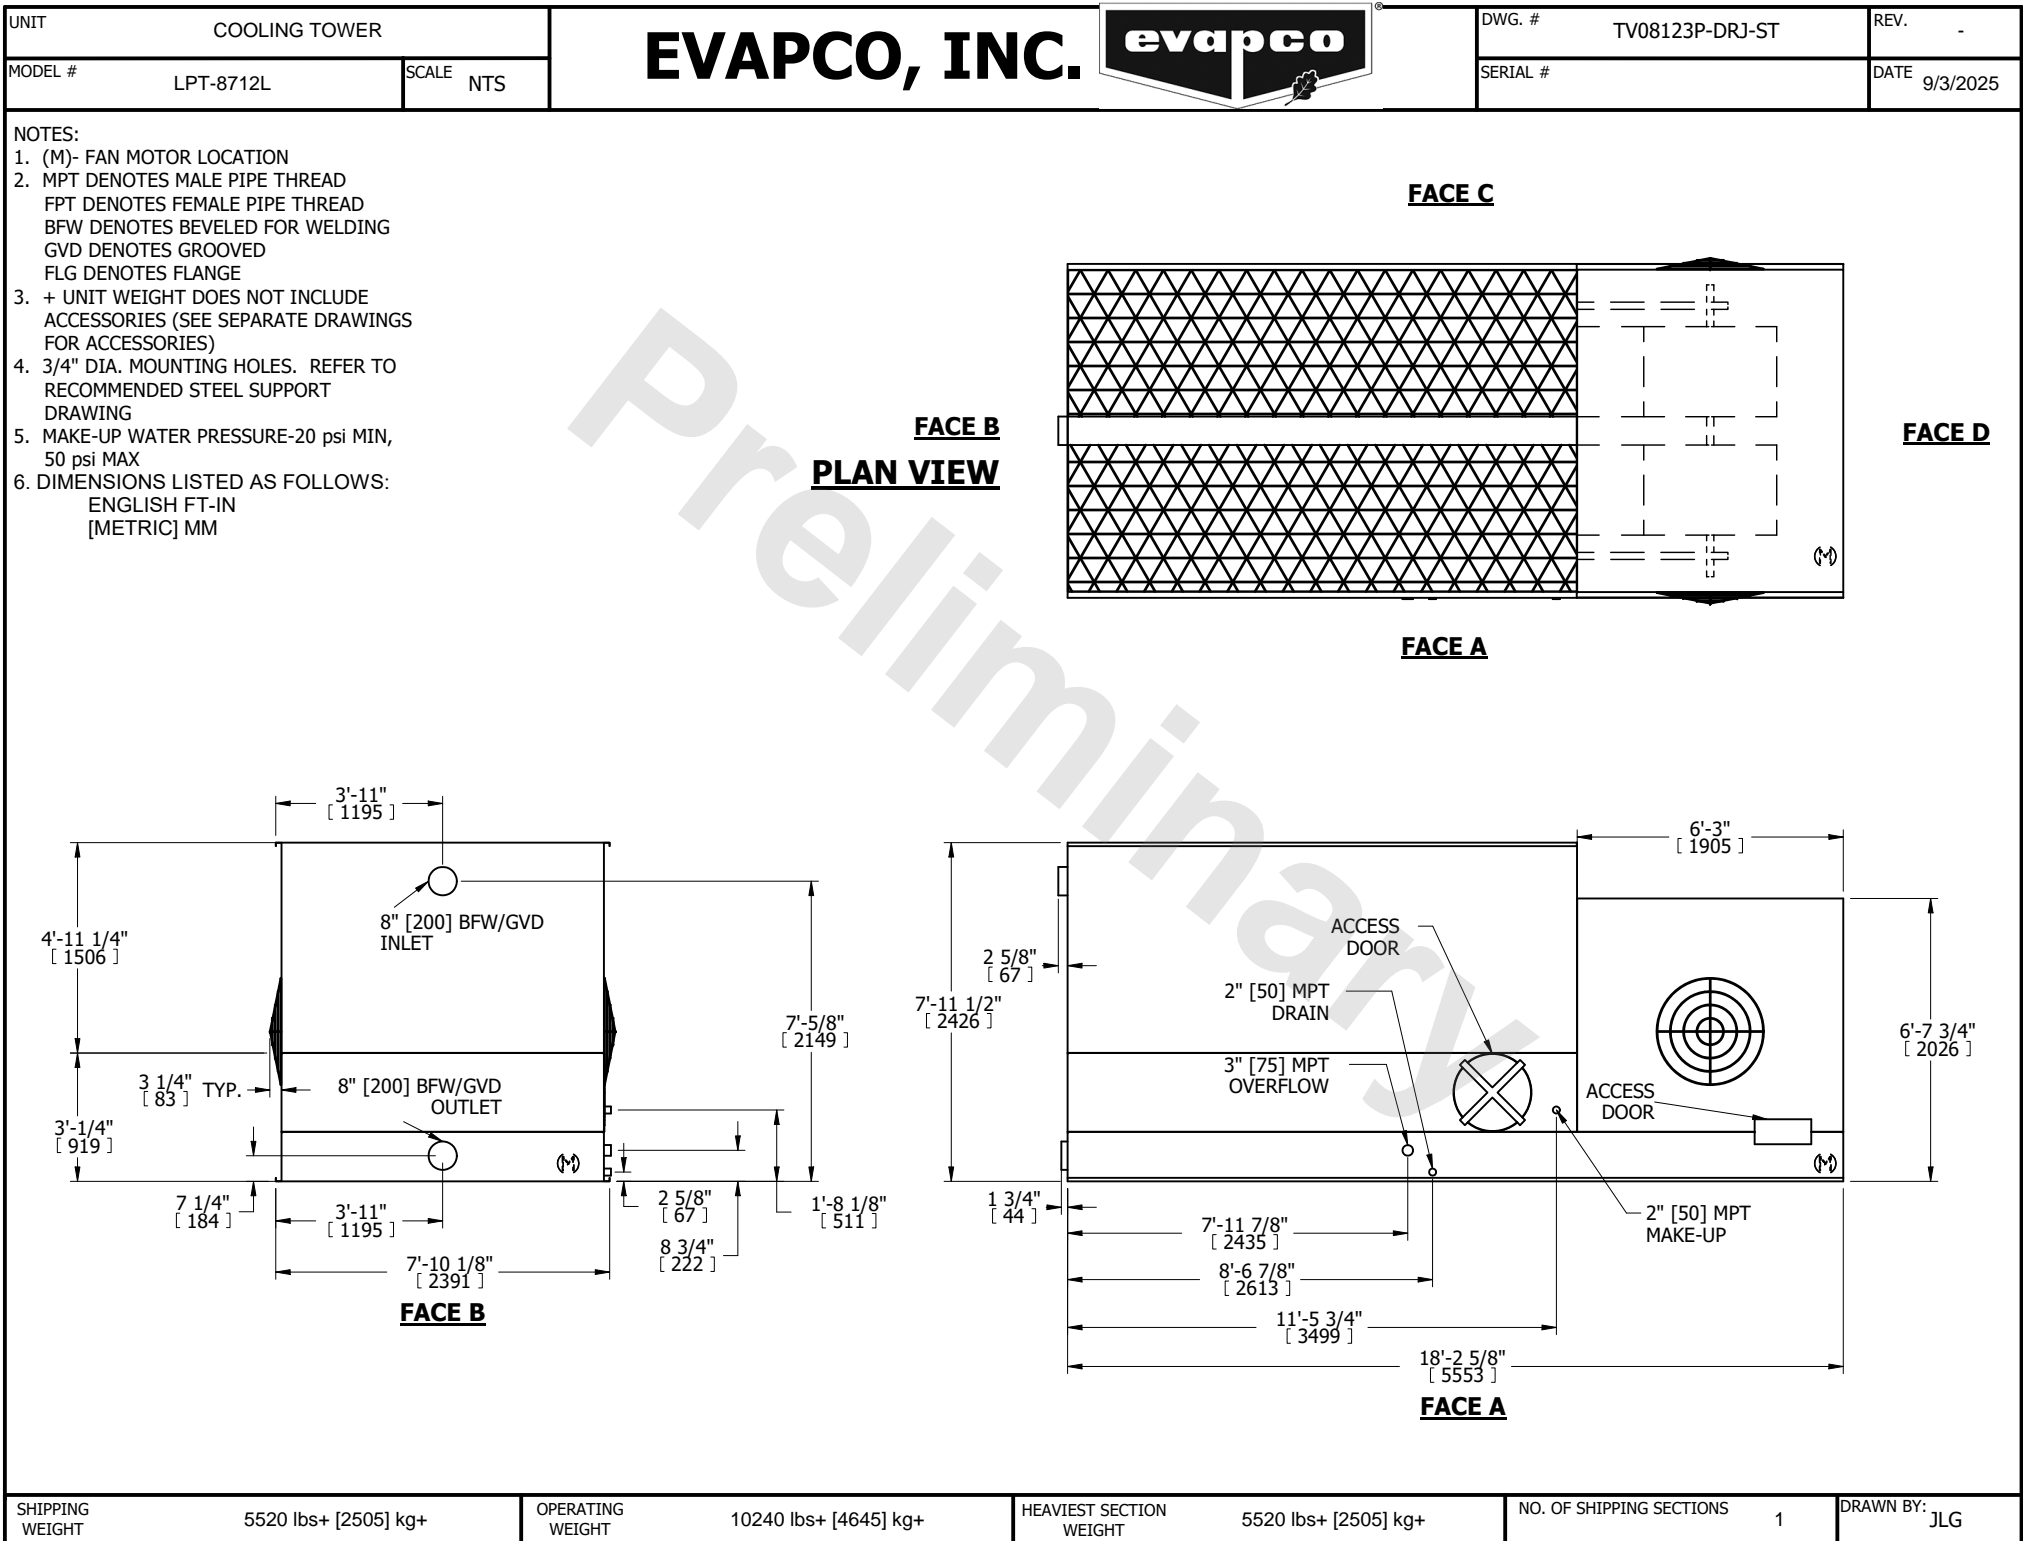 UNIT
COOLING TOWER
MODEL #
LPT-8712L
SCALE
NTS
EVAPCO, INC.
evapco
®
DWG. #
TV08123P-DRJ-ST
REV.
-
SERIAL #
DATE
9/3/2025
NOTES:
1. (M)- FAN MOTOR LOCATION
2. MPT DENOTES MALE PIPE THREAD
FPT DENOTES FEMALE PIPE THREAD
BFW DENOTES BEVELED FOR WELDING
GVD DENOTES GROOVED
FLG DENOTES FLANGE
3. + UNIT WEIGHT DOES NOT INCLUDE
ACCESSORIES (SEE SEPARATE DRAWINGS
FOR ACCESSORIES)
4. 3/4" DIA. MOUNTING HOLES. REFER TO
RECOMMENDED STEEL SUPPORT
DRAWING
5. MAKE-UP WATER PRESSURE-20 psi MIN,
50 psi MAX
6. DIMENSIONS LISTED AS FOLLOWS:
ENGLISH FT-IN
[METRIC] MM
Preliminary
FACE C
FACE B
PLAN VIEW
FACE D
(M)
FACE A
3'-11"
[ 1195 ]
8" [200] BFW/GVD
INLET
4'-11 1/4"
[ 1506 ]
7'-5/8"
[ 2149 ]
3 1/4"
[ 83 ]
TYP.
8" [200] BFW/GVD
OUTLET
3'-1/4"
[ 919 ]
(M)
7 1/4"
[ 184 ]
3'-11"
[ 1195 ]
2 5/8"
[ 67 ]
1'-8 1/8"
[ 511 ]
8 3/4"
[ 222 ]
7'-10 1/8"
[ 2391 ]
FACE B
6'-3"
[ 1905 ]
ACCESS
DOOR
2 5/8"
[ 67 ]
2" [50] MPT
DRAIN
7'-11 1/2"
[ 2426 ]
6'-7 3/4"
[ 2026 ]
3" [75] MPT
OVERFLOW
ACCESS
DOOR
(M)
1 3/4"
[ 44 ]
2" [50] MPT
MAKE-UP
7'-11 7/8"
[ 2435 ]
8'-6 7/8"
[ 2613 ]
11'-5 3/4"
[ 3499 ]
18'-2 5/8"
[ 5553 ]
FACE A
SHIPPING
WEIGHT
5520 lbs+ [2505] kg+
OPERATING
WEIGHT
10240 lbs+ [4645] kg+
HEAVIEST SECTION
WEIGHT
5520 lbs+ [2505] kg+
NO. OF SHIPPING SECTIONS
1
DRAWN BY:
JLG